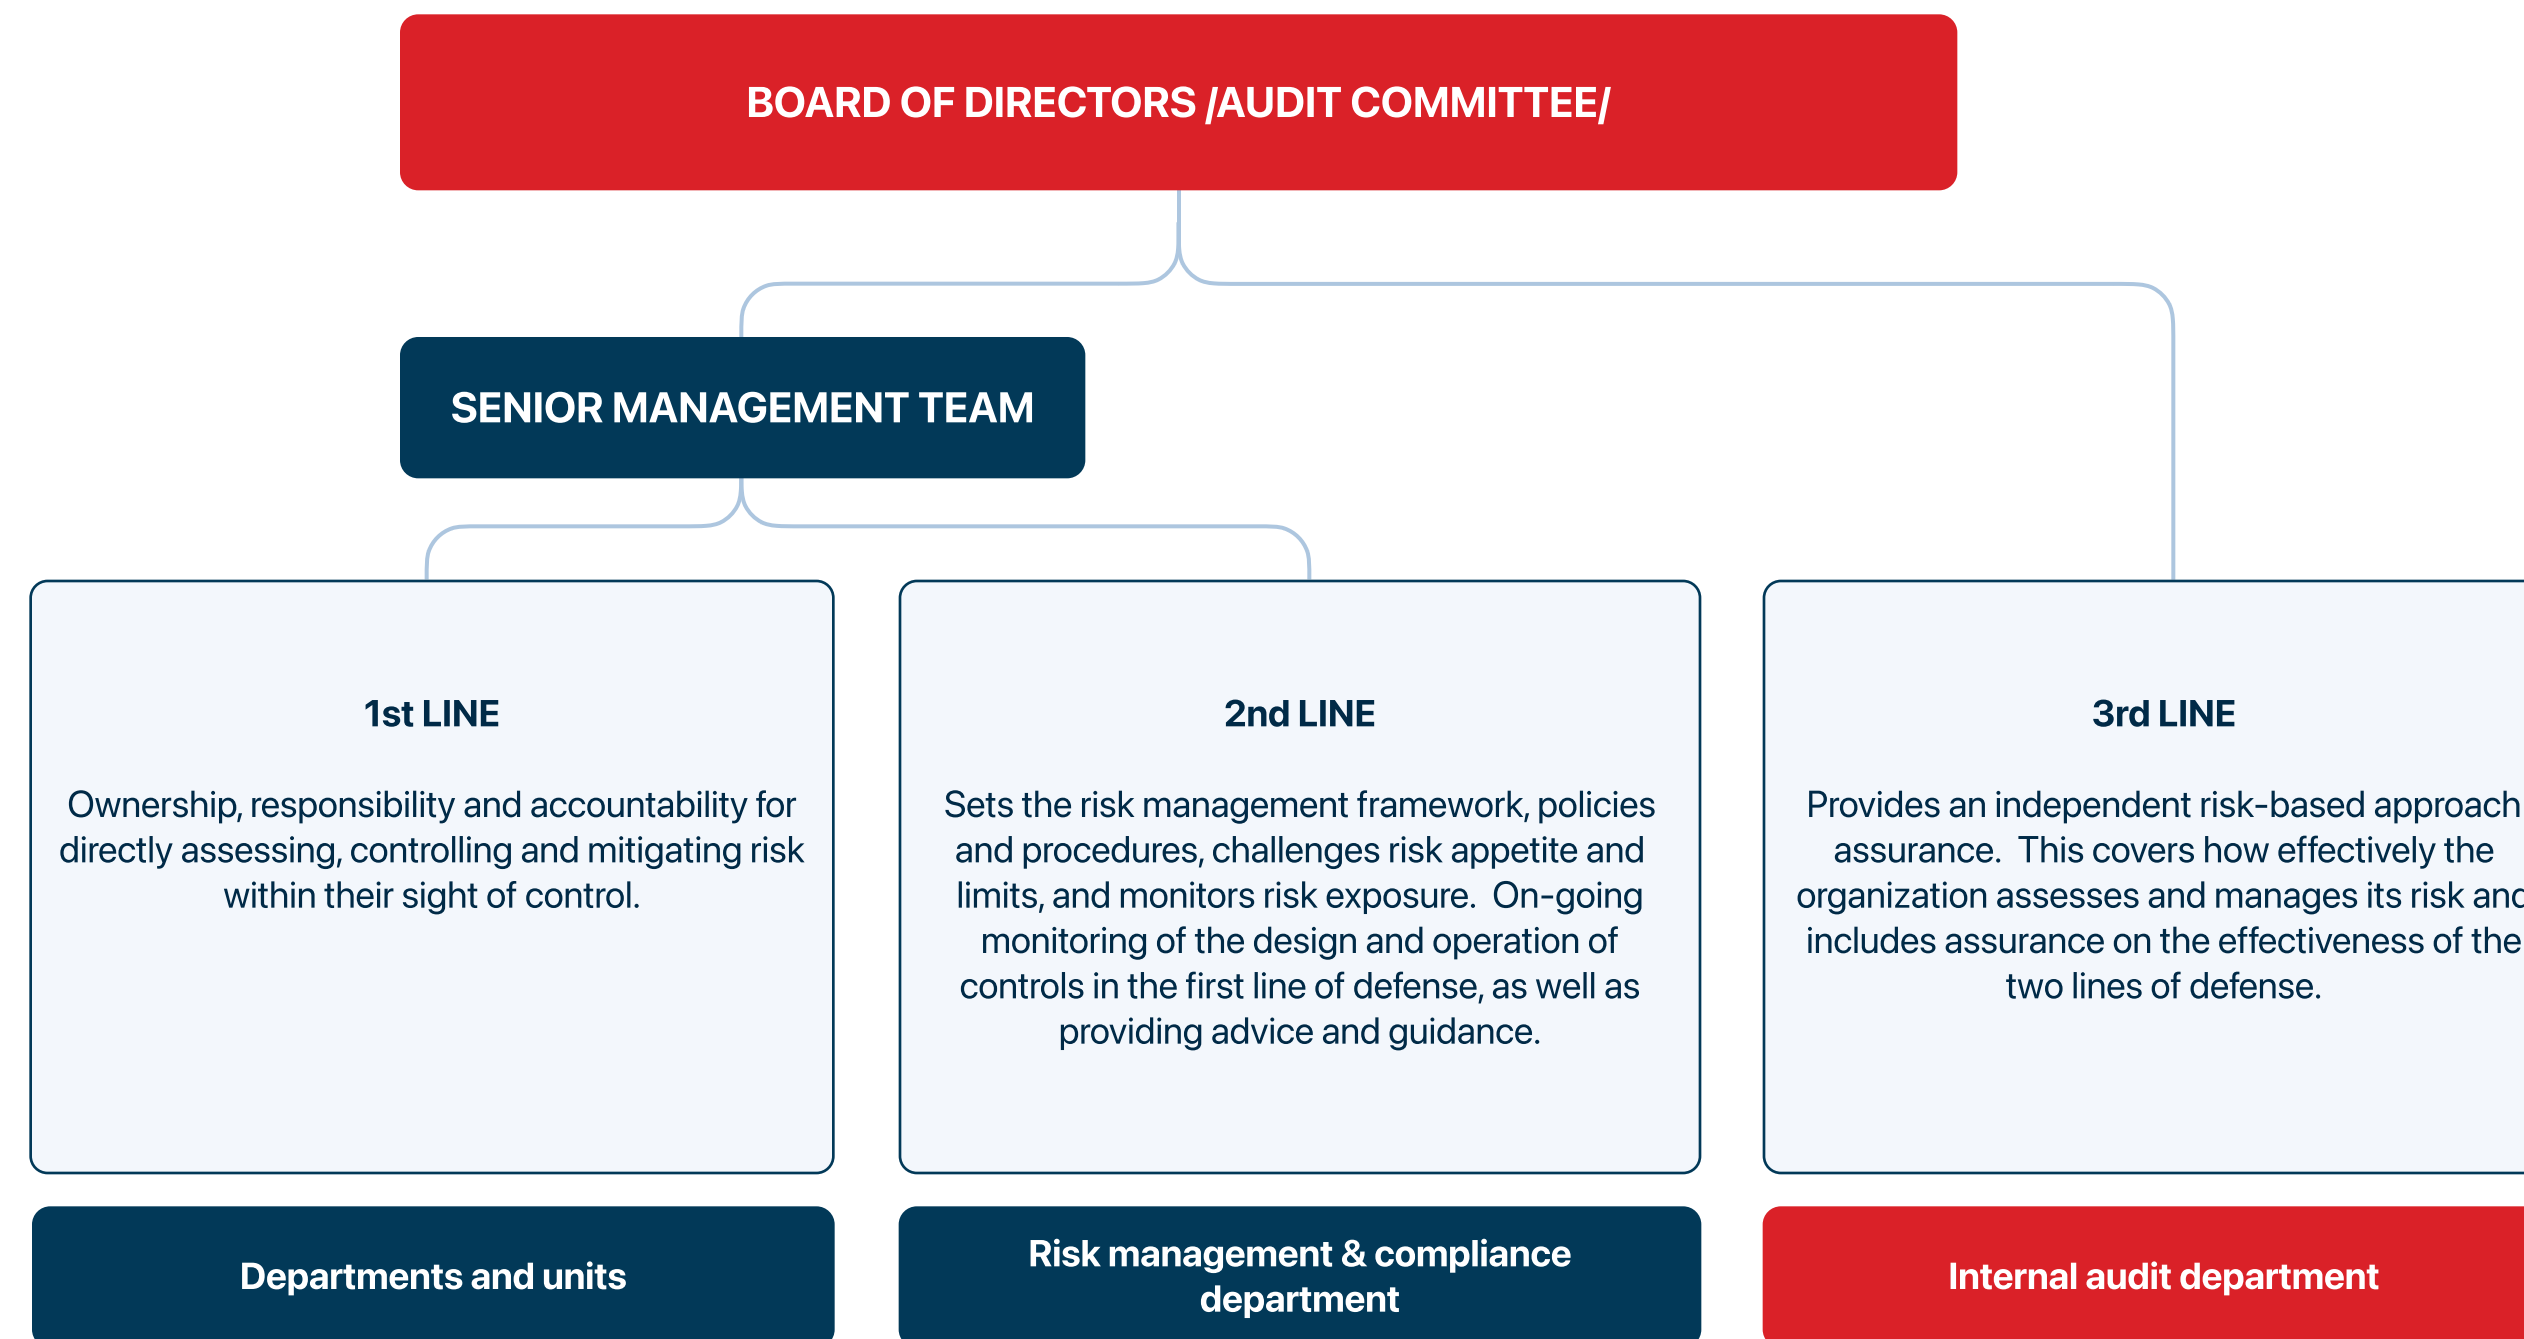 BOARD OF DIRECTORS /AUDIT COMMITTEE/
SENIOR MANAGEMENT TEAM
1st LINE
Ownership, responsibility and accountability for
directly assessing, controlling and mitigating risk
within their sight of control.
2nd LINE
Sets the risk management framework, policies
and procedures, challenges risk appetite and
limits, and monitors risk exposure.  On-going
monitoring of the design and operation of
controls in the first line of defense, as well as
providing advice and guidance.
3rd LINE
Provides an independent risk-based approach
assurance.  This covers how effectively the
organization assesses and manages its risk and
includes assurance on the effectiveness of the
two lines of defense.
Departments and units
Risk management & compliance
department
Internal audit department